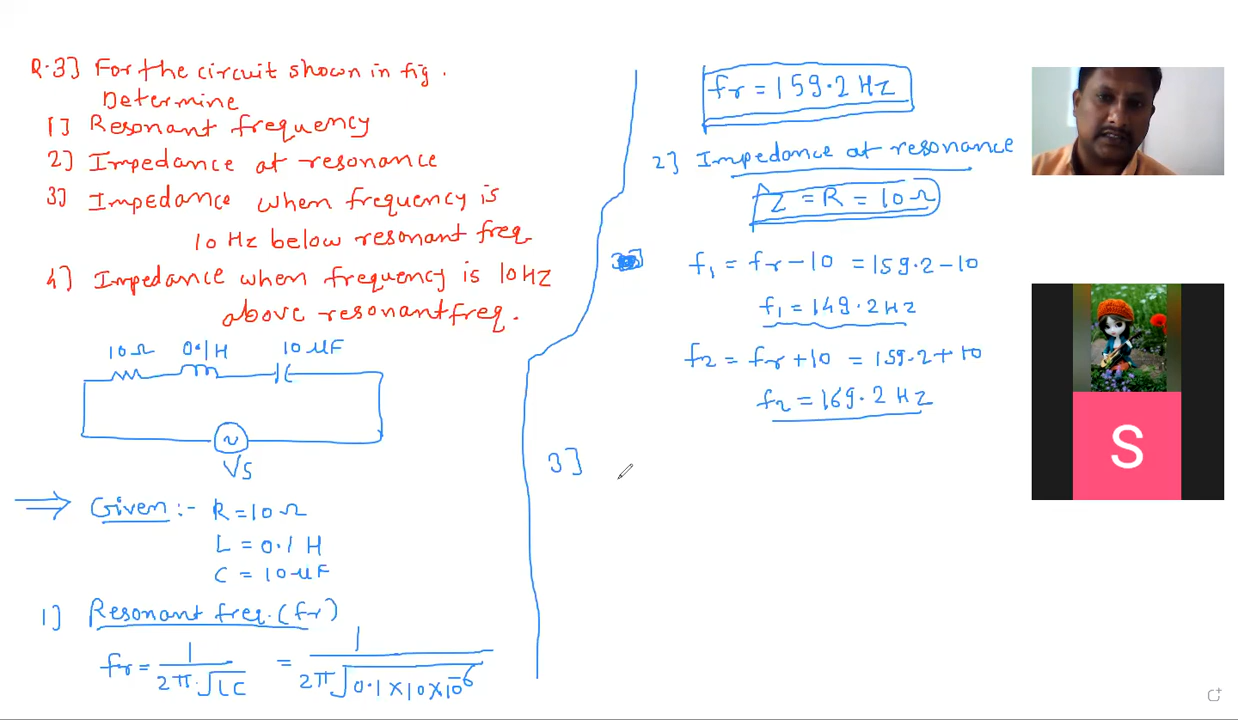 Q.3] For the circuit shown in fig.
Determine
1] Resonant frequency
2] Impedance at resonance
3] Impedance when frequency is
10 Hz below resonant freq.
4] Impedance when frequency is 10HZ
above resonant freq.
10Ω 0.1H 10μF
Vs
Given :- R=10Ω
L = 0.1 H
C = 10μF
1] Resonant freq. (fr)
fr = 1/2π.√LC = 1/2π√0.1×10×10⁻⁶
fr = 159.2 Hz
2] Impedance at resonance
Z = R = 10Ω
f₁ = fr-10 = 159.2-10
f₁ = 149.2 Hz
f₂ = fr+10 = 159.2+10
f₂ = 169.2 Hz
3]
S